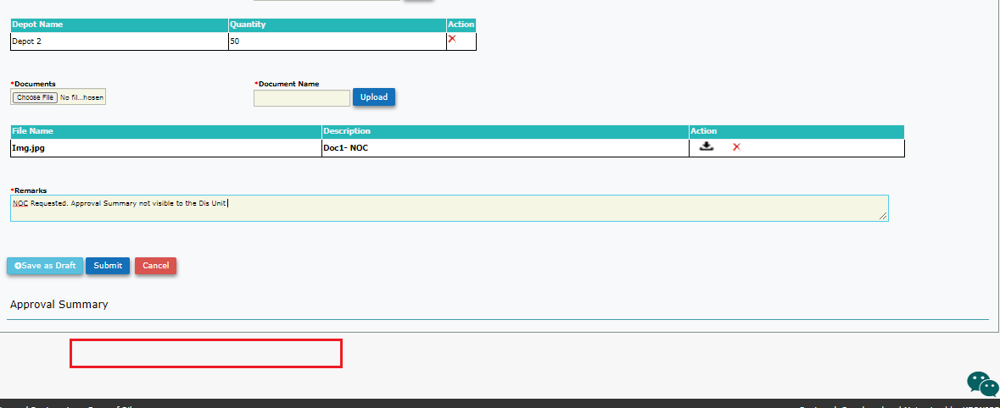 Depot Name Quantity Action
Depot 2 50
*Documents *Document Name
Choose File No fil...hosen Upload
File Name Description Action
Img.jpg Doc1- NOC
*Remarks
NOC Requested. Approval Summary not visible to the Dis Unit
Save as Draft Submit Cancel
Approval Summary